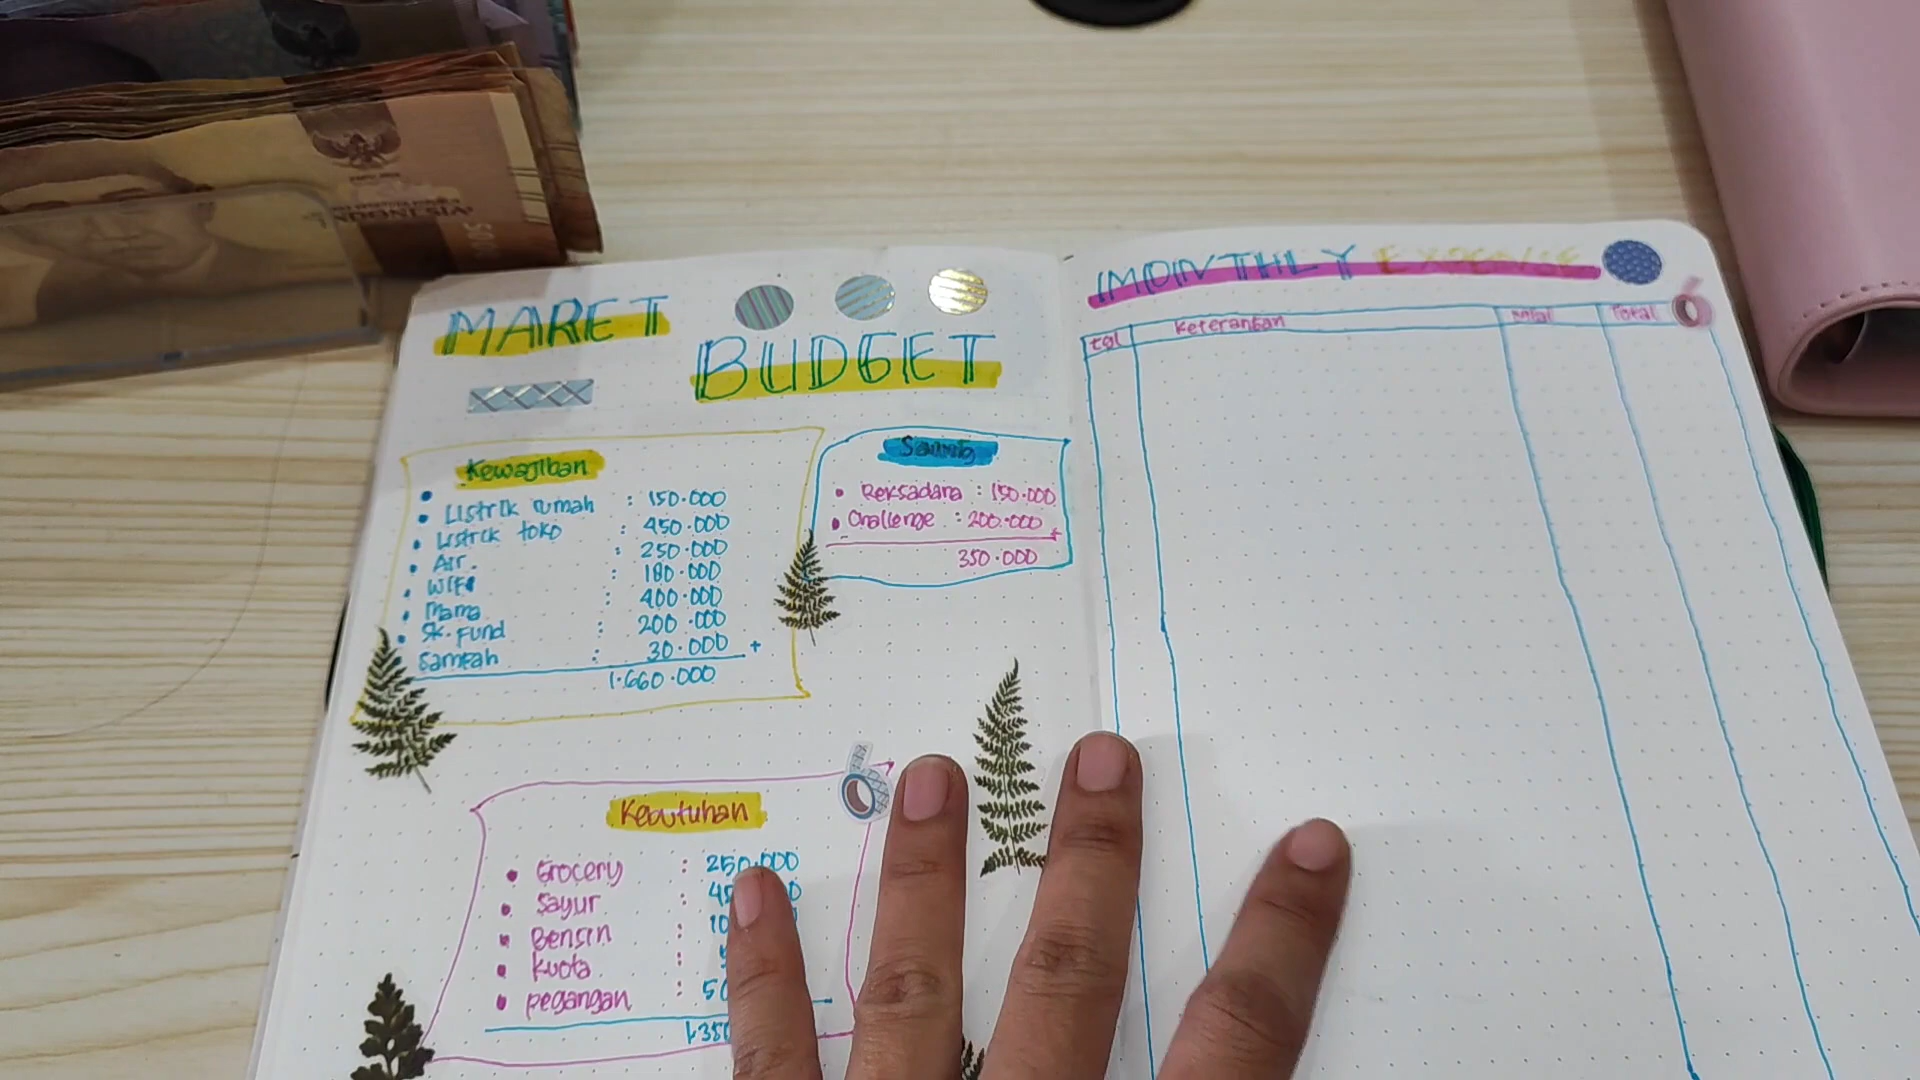 INDONESIA
MARET
BUDGET
Kewajiban
• Listrik rumah : 150.000
• Listrik toko : 450.000
• Air : 250.000
• Wifi : 180.000
• Mama : 400.000
• Sk. Fund : 200.000
• Sampah : 30.000 +
1.660.000
Saving
• Reksadana : 150.000
• Challenge : 200.000 +
350.000
Kebutuhan
• Grocery : 250.000
• Sayur :
• Bensin :
• Kuota :
• pegangan :
MONTHLY EXPENSE
tgl Keterangan Total